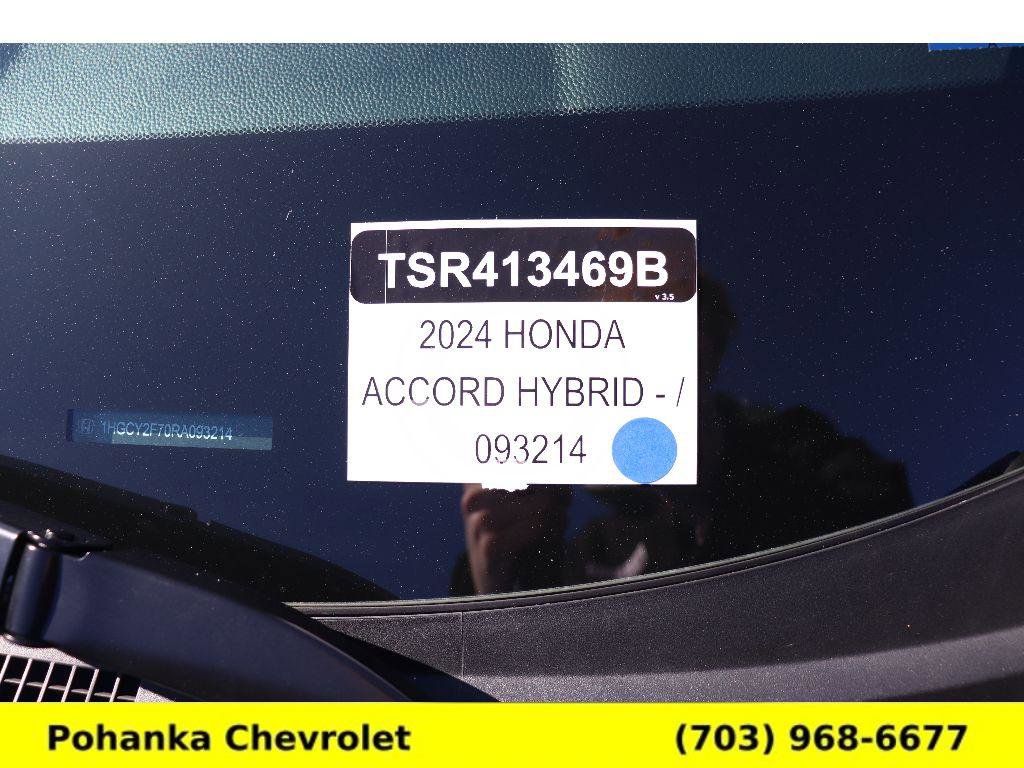 TSR413469B
v 3.5
2024 HONDA
ACCORD HYBRID - /
093214
1HGCY2F70RA093214
Pohanka Chevrolet
(703) 968-6677